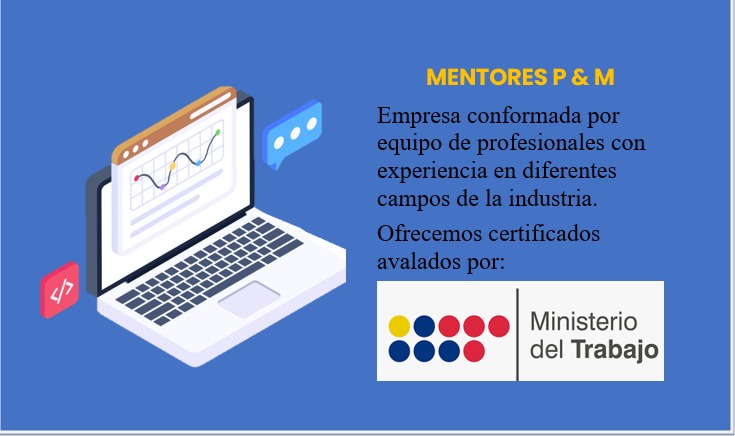 MENTORES P & M
Empresa conformada por
equipo de profesionales con
experiencia en diferentes
campos de la industria.
Ofrecemos certificados
avalados por:
Ministerio
del Trabajo
</>